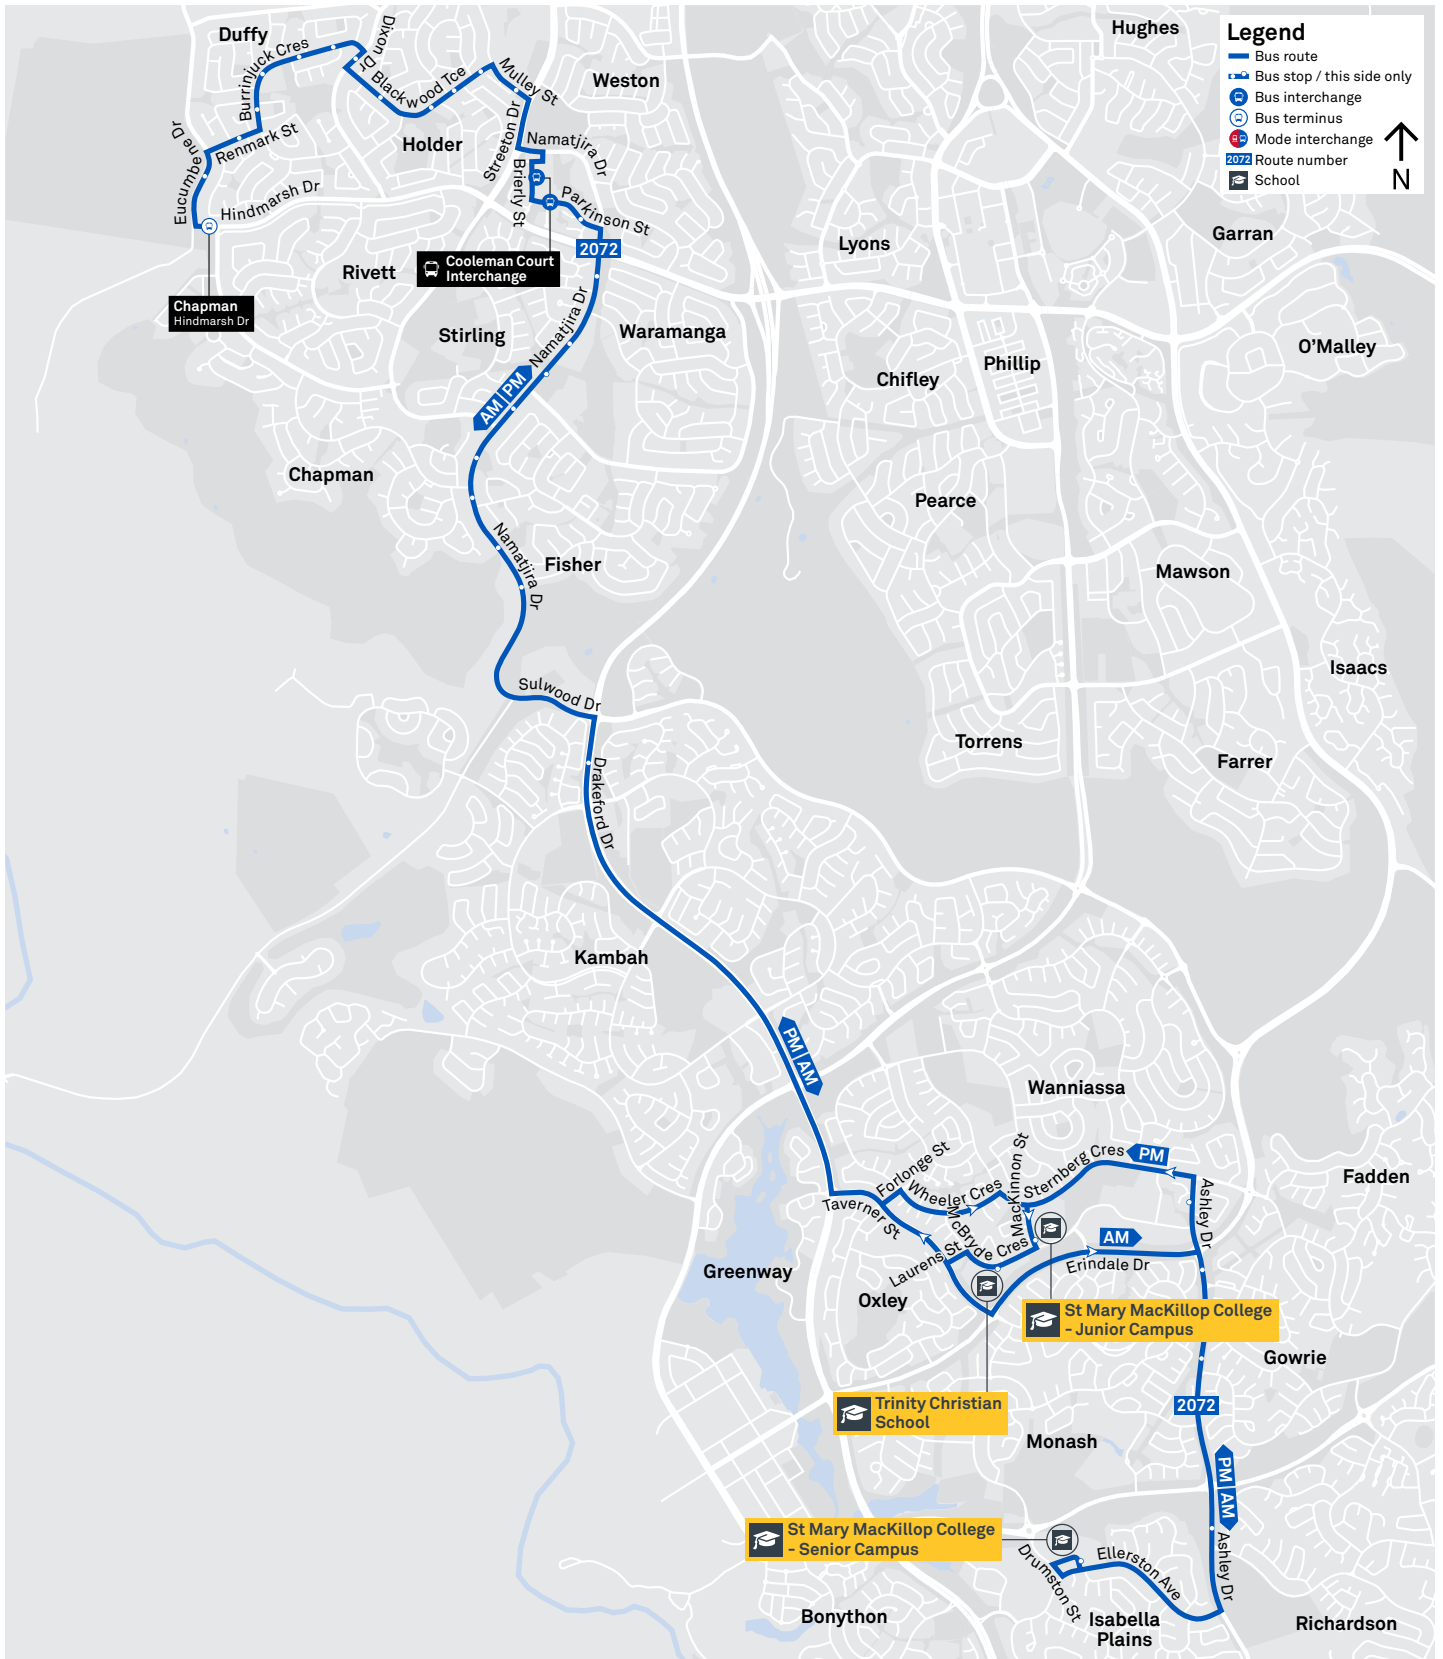 Legend
Bus route
Bus stop / this side only
Bus interchange
Bus terminus
Mode interchange
2072 Route number
School
N
Duffy
Hughes
Weston
Holder
Lyons
Garran
Rivett
Stirling
Waramanga
O'Malley
Phillip
Chifley
Chapman
Pearce
Fisher
Mawson
Isaacs
Torrens
Farrer
Kambah
Wanniassa
Fadden
Greenway
Oxley
Gowrie
Monash
Bonython
Isabella
Plains
Richardson
Dixon Dr
Burrinjuck Cres
Blackwood Tce
Mulley St
Streeton Dr
Namatjira Dr
Eucumbene Dr
Renmark St
Hindmarsh Dr
Brierly St
Parkinson St
2072
Cooleman Court
Interchange
Chapman
Hindmarsh Dr
Namatjira Dr
AM | PM
Namatjira Dr
Sulwood Dr
Drakeford Dr
PM | AM
Forlonge St
Wheeler Cres
MacKinnon St
Sternberg Cres
PM
Ashley Dr
Taverner St
McBryde Cres
Laurens St
AM
Erindale Dr
St Mary MacKillop College
- Junior Campus
Trinity Christian
School
2072
PM | AM
St Mary MacKillop College
- Senior Campus
Drumston St
Ellerston Ave
Ashley Dr